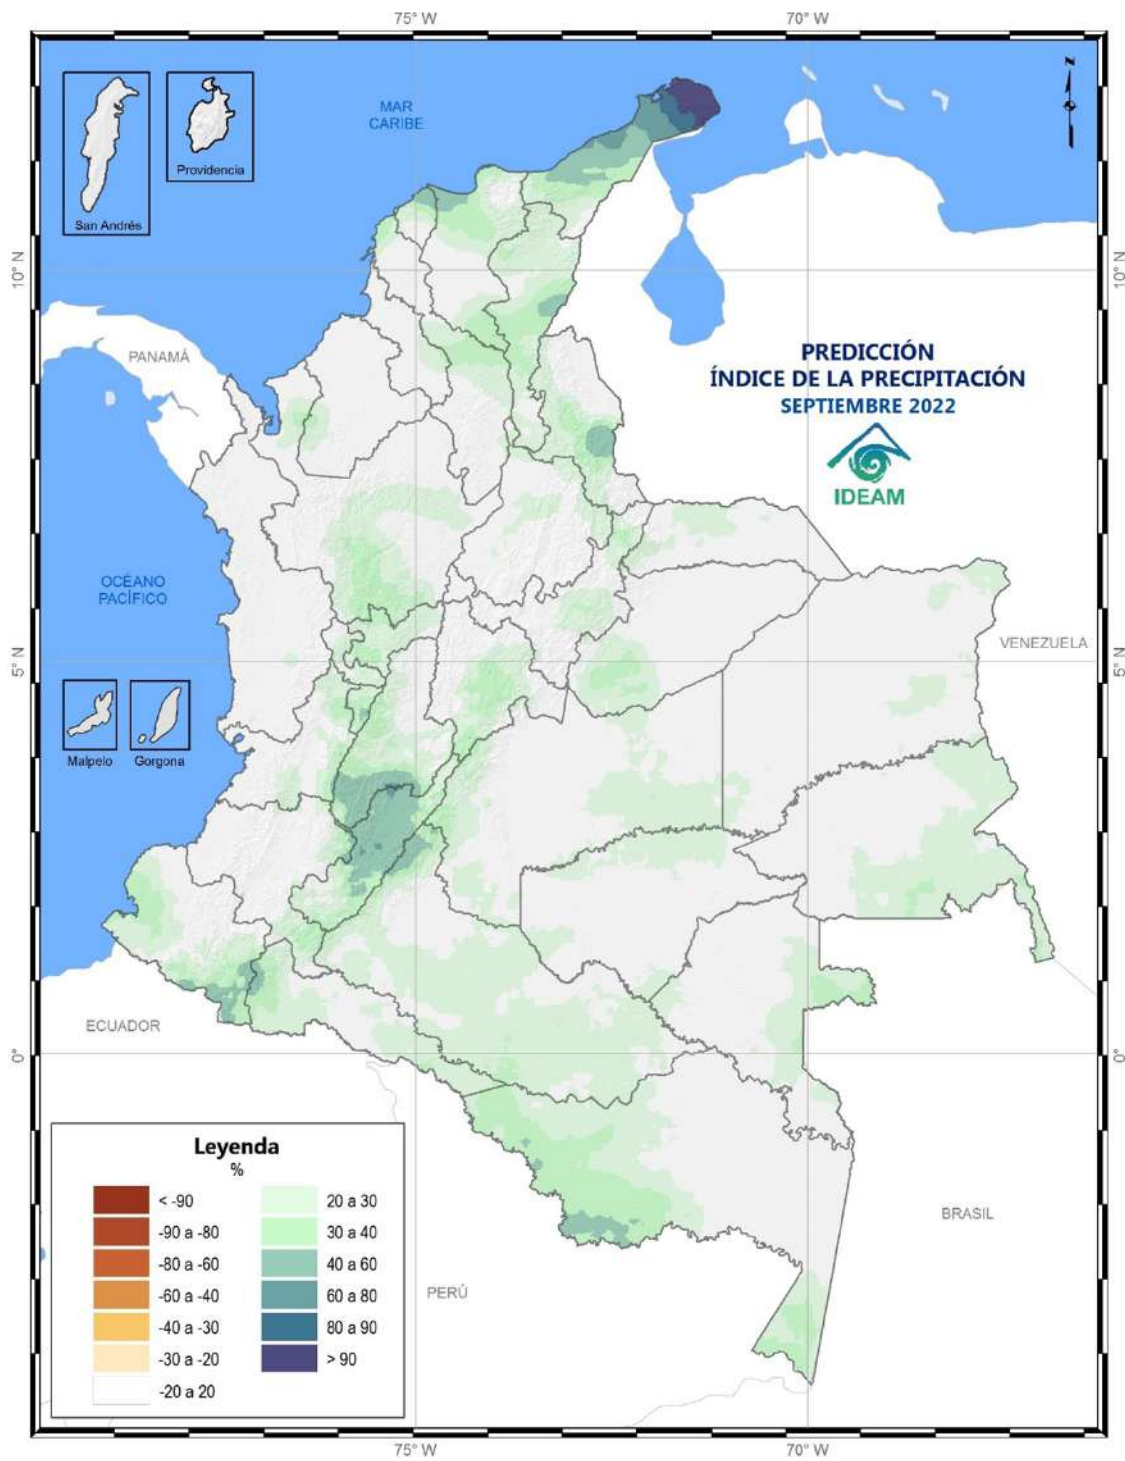 75° W
70° W
MAR
CARIBE
Providencia
San Andrés
N
10° N
10° N
PANAMÁ
PREDICCIÓN
ÍNDICE DE LA PRECIPITACIÓN
SEPTIEMBRE 2022
IDEAM
OCÉANO
PACÍFICO
VENEZUELA
5° N
5° N
Malpelo
Gorgona
ECUADOR
0°
0°
Leyenda
%
< -90
20 a 30
-90 a -80
30 a 40
-80 a -60
40 a 60
-60 a -40
60 a 80
-40 a -30
80 a 90
-30 a -20
> 90
-20 a 20
BRASIL
PERÚ
75° W
70° W